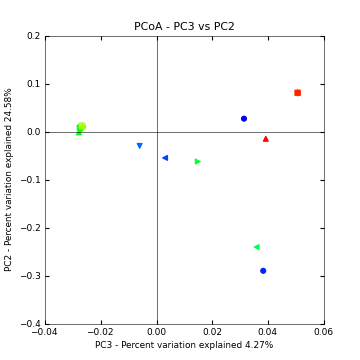 PCoA - PC3 vs PC2
0.2
0.1
0.0
−0.1
−0.2
−0.3
−0.4
PC2 - Percent variation explained 24.58%
−0.04 −0.02 0.00 0.02 0.04 0.06
PC3 - Percent variation explained 4.27%